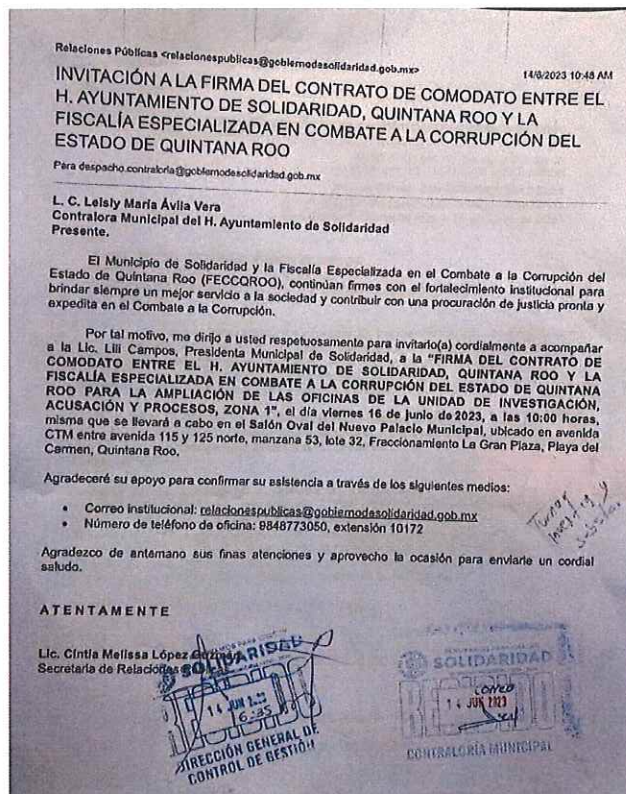 Relaciones Públicas <relacionespublicas@gobiernodesolidaridad.gob.mx>
14/6/2023 10:48 AM
INVITACIÓN A LA FIRMA DEL CONTRATO DE COMODATO ENTRE EL
H. AYUNTAMIENTO DE SOLIDARIDAD, QUINTANA ROO Y LA
FISCALÍA ESPECIALIZADA EN COMBATE A LA CORRUPCIÓN DEL
ESTADO DE QUINTANA ROO
Para despacho.contraloria@gobiernodesolidaridad.gob.mx
L. C. Leisly María Ávila Vera
Contralora Municipal del H. Ayuntamiento de Solidaridad
Presente.
El Municipio de Solidaridad y la Fiscalía Especializada en el Combate a la Corrupción del
Estado de Quintana Roo (FECCQROO), continúan firmes con el fortalecimiento institucional para
brindar siempre un mejor servicio a la sociedad y contribuir con una procuración de justicia pronta y
expedita en el Combate a la Corrupción.
Por tal motivo, me dirijo a usted respetuosamente para invitarlo(a) cordialmente a acompañar
a la Lic. Lili Campos, Presidenta Municipal de Solidaridad, a la "FIRMA DEL CONTRATO DE
COMODATO ENTRE EL H. AYUNTAMIENTO DE SOLIDARIDAD, QUINTANA ROO Y LA
FISCALÍA ESPECIALIZADA EN COMBATE A LA CORRUPCIÓN DEL ESTADO DE QUINTANA
ROO PARA LA AMPLIACIÓN DE LAS OFICINAS DE LA UNIDAD DE INVESTIGACIÓN,
ACUSACIÓN Y PROCESOS, ZONA 1", el día viernes 16 de junio de 2023, a las 10:00 horas,
misma que se llevará a cabo en el Salón Oval del Nuevo Palacio Municipal, ubicado en avenida
CTM entre avenida 115 y 125 norte, manzana 53, lote 32, Fraccionamiento La Gran Plaza, Playa del
Carmen, Quintana Roo.
Agradeceré su apoyo para confirmar su asistencia a través de los siguientes medios:
• Correo institucional: relacionespublicas@gobiernodesolidaridad.gob.mx
• Número de teléfono de oficina: 9848773050, extensión 10172
Turnar
Agradezco de antemano sus finas atenciones y aprovecho la ocasión para enviarle un cordial
saludo.
ATENTAMENTE
Lic. Cintia Melissa López
Secretaria de Relaciones
SOLIDARIDAD
14 JUN 2023
6:35
DIRECCIÓN GENERAL DE
CONTROL DE GESTIÓN
SOLIDARIDAD
correo
14 JUN 2023
CONTRALORÍA MUNICIPAL